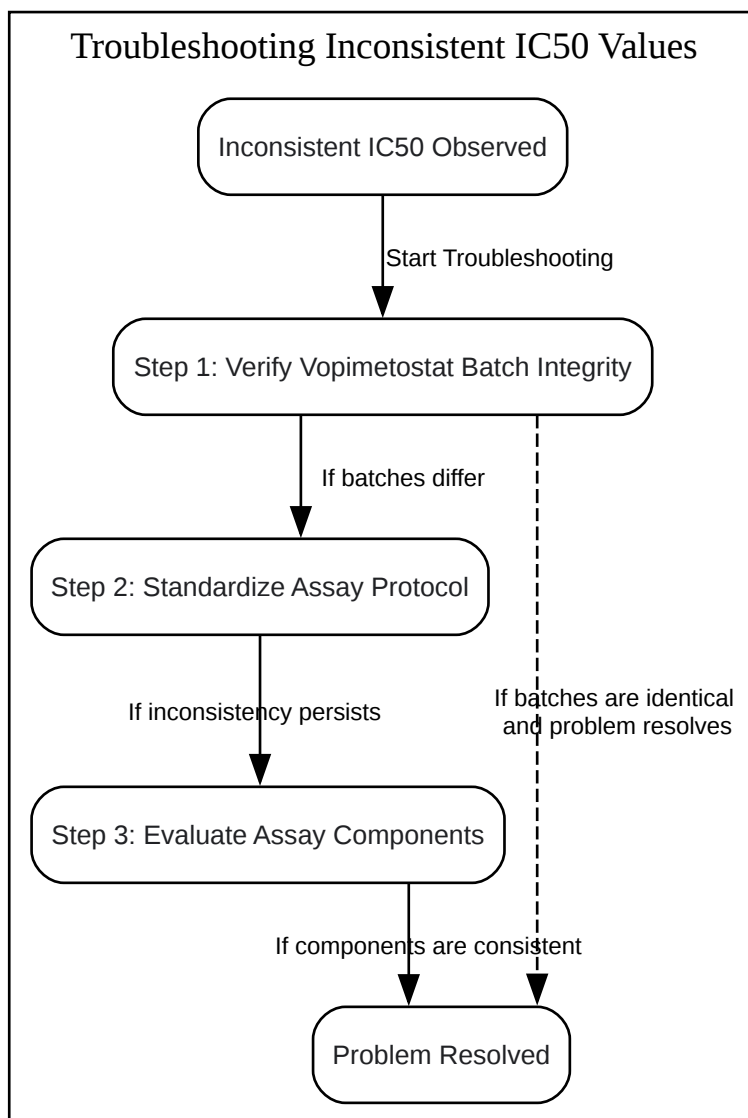 Troubleshooting Inconsistent IC50 Values
Inconsistent IC50 Observed
Start Troubleshooting
Step 1: Verify Vopimetostat Batch Integrity
If batches differ
Step 2: Standardize Assay Protocol
If inconsistency persists
If batches are identical
and problem resolves
Step 3: Evaluate Assay Components
If components are consistent
Problem Resolved